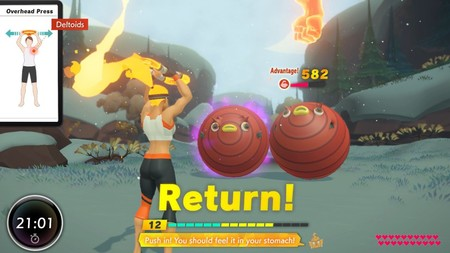 Overhead Press
Deltoids
Advantage!
582
Return!
12
Push in! You should feel it in your stomach!
21:01